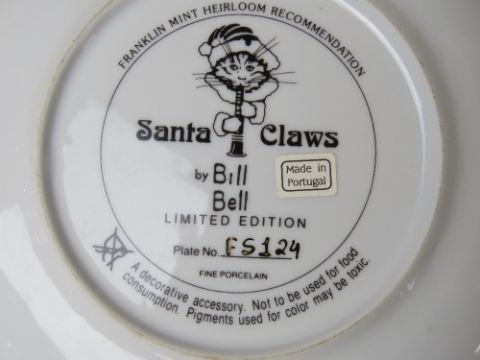 FRANKLIN MINT HEIRLOOM RECOMMENDATION
Santa Claws
by Bill
Bell
Made in
Portugal
LIMITED EDITION
Plate No. FS124
FINE PORCELAIN
A decorative accessory. Not to be used for food
consumption. Pigments used for color may be toxic.